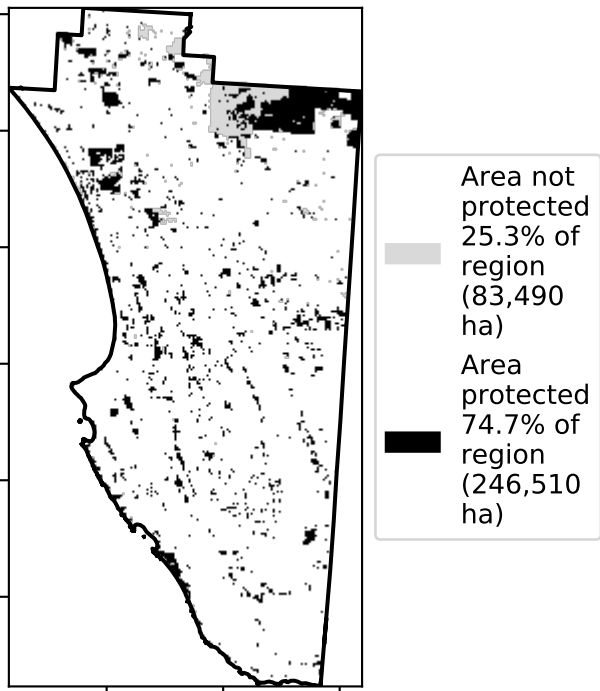 Area not
protected
25.3% of
region
(83,490
ha)
Area
protected
74.7% of
region
(246,510
ha)